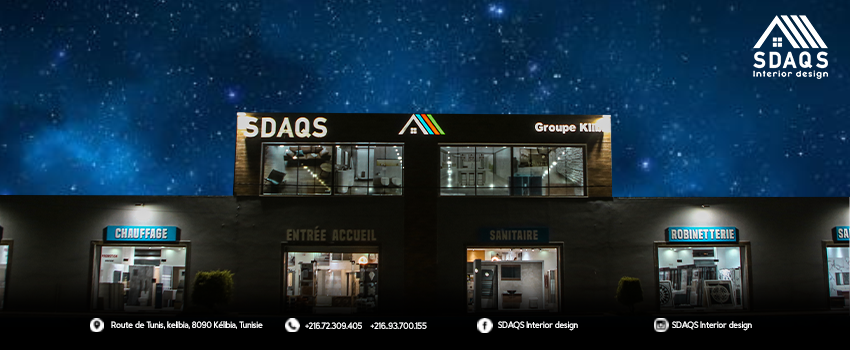 SDAQS
Interior design
SDAQS
Groupe
CHAUFFAGE
ENTRÉE ACCUEIL
SANITAIRE
ROBINETTERIE
Route de Tunis, kelibia, 8090 Kélibia, Tunisie
+216.72.309.405 +216.93.700.155
SDAQS Interior design
SDAQS Interior design